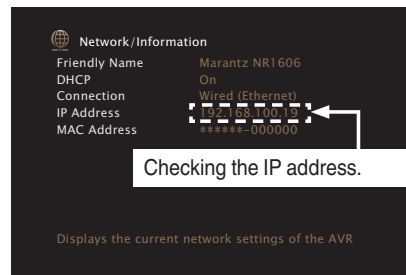 Network/Information
Friendly Name Marantz NR1606
DHCP On
Connection Wired (Ethernet)
IP Address 192.168.100.19
MAC Address ******-000000
Checking the IP address.
Displays the current network settings of the AVR